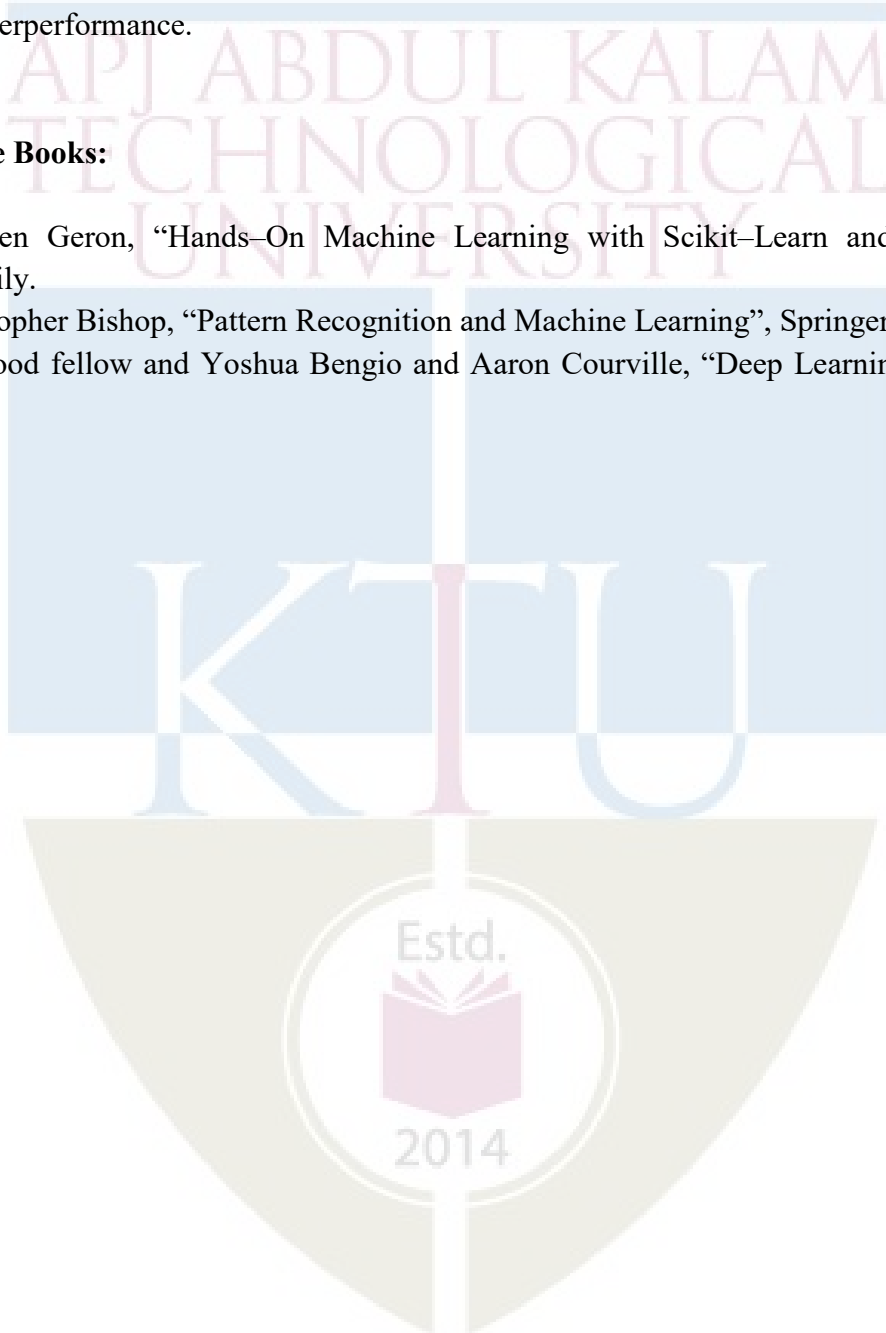 erperformance.
APJ ABDUL KALAM
TECHNOLOGICAL
UNIVERSITY
e Books:
en Geron, “Hands–On Machine Learning with Scikit–Learn and
ily.
opher Bishop, “Pattern Recognition and Machine Learning”, Springer
ood fellow and Yoshua Bengio and Aaron Courville, “Deep Learnin
KTU
Estd.
2014